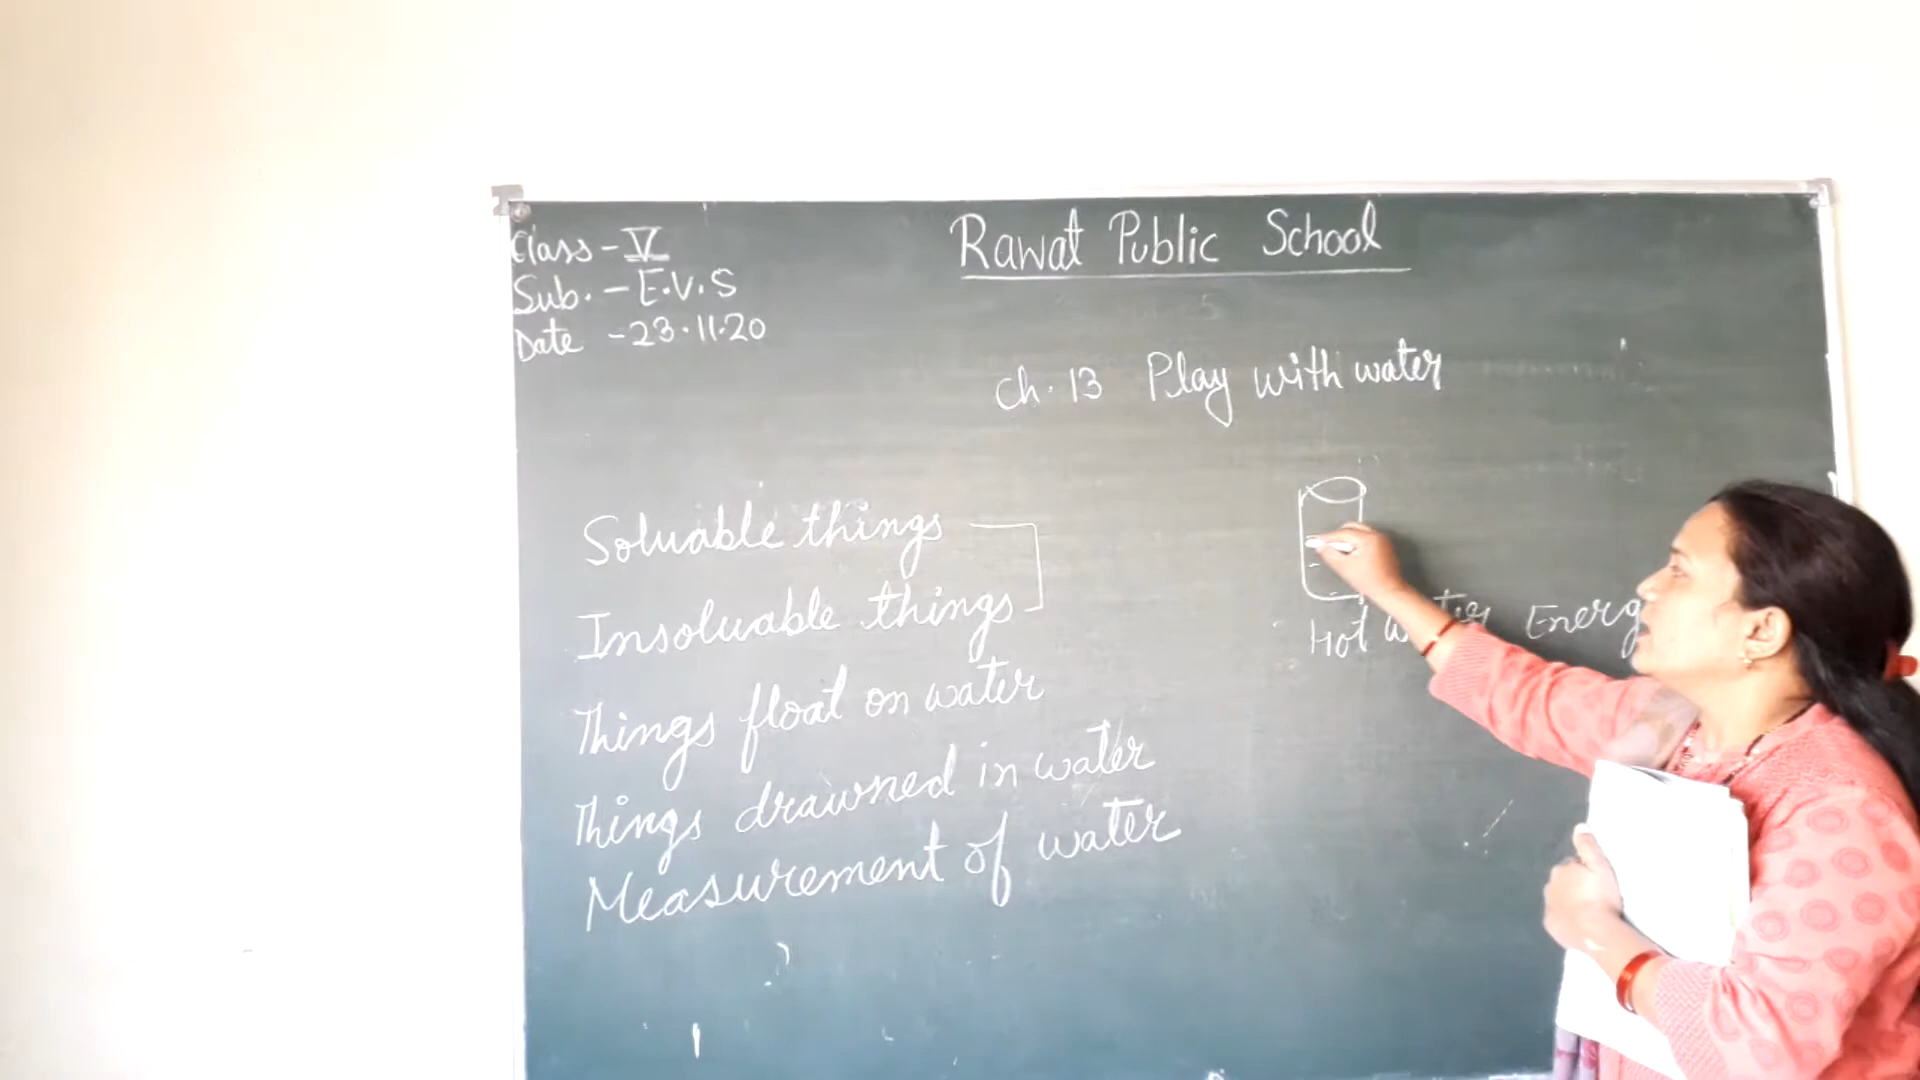 Rawat Public School
Class - V
Sub. - E.V.S
Date - 23.11.20
Ch. 13 Play with water
Soluable things
Insoluable things
Things float on water
Things drawned in water
Measurement of water
Hot water